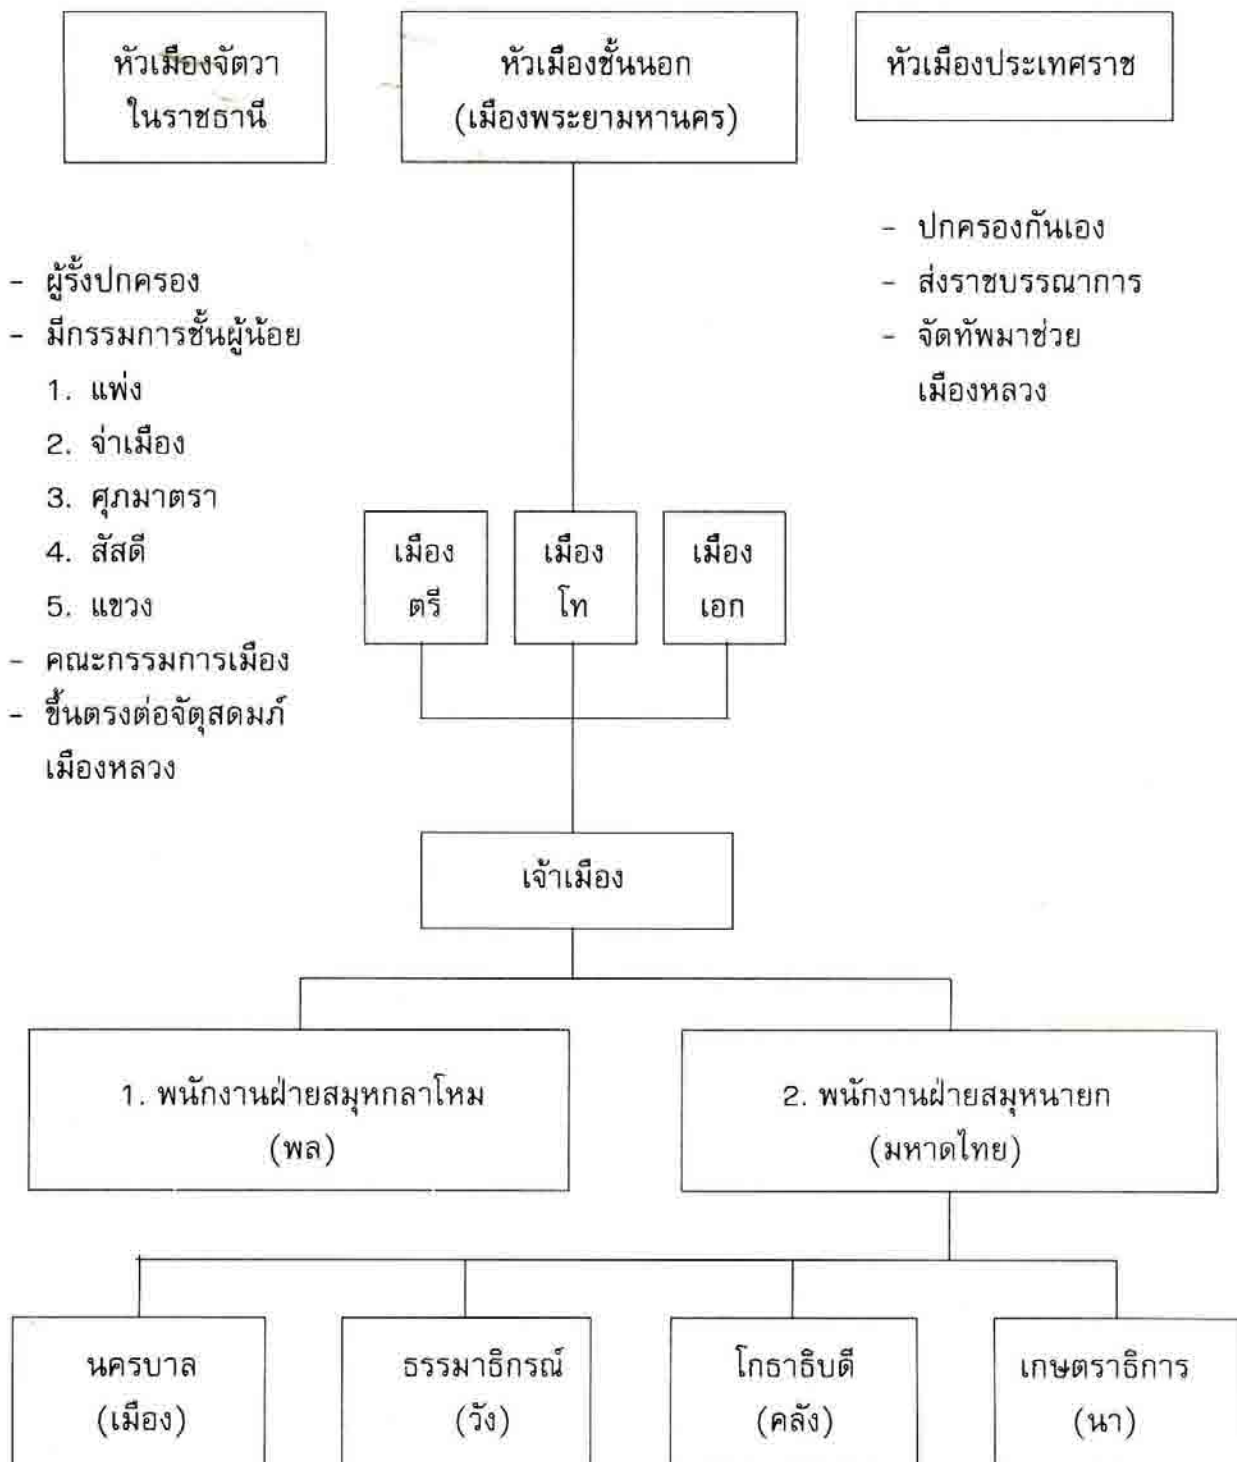 หัวเมืองจัตวา
ในราชธานี
หัวเมืองชั้นนอก
(เมืองพระยามหานคร)
หัวเมืองประเทศราช
- ผู้รั้งปกครอง
- มีกรรมการชั้นผู้น้อย
1. แพ่ง
2. จ่าเมือง
3. ศุภมาตรา
4. สัสดี
5. แขวง
- คณะกรรมการเมือง
- ขึ้นตรงต่อจัตุสดมภ์
เมืองหลวง
- ปกครองกันเอง
- ส่งราชบรรณาการ
- จัดทัพมาช่วย
เมืองหลวง
เมือง
ตรี
เมือง
โท
เมือง
เอก
เจ้าเมือง
1. พนักงานฝ่ายสมุหกลาโหม
(พล)
2. พนักงานฝ่ายสมุหนายก
(มหาดไทย)
นครบาล
(เมือง)
ธรรมาธิกรณ์
(วัง)
โกธาธิบดี
(คลัง)
เกษตราธิการ
(นา)